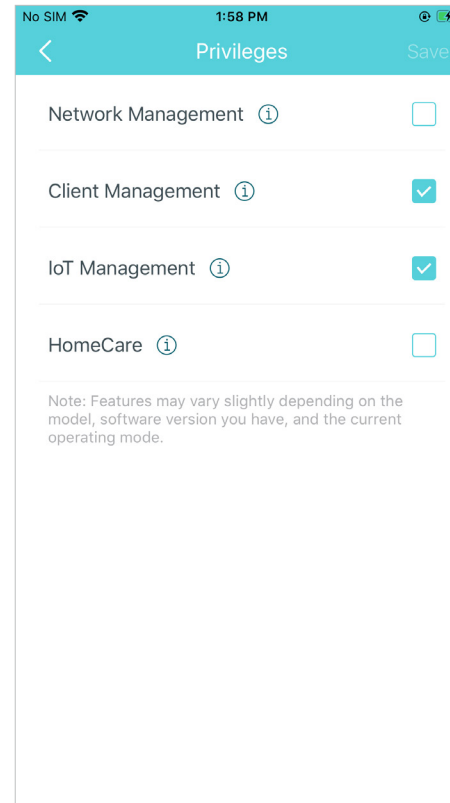 No SIM 1:58 PM
Privileges Save
Network Management
Client Management
IoT Management
HomeCare
Note: Features may vary slightly depending on the
model, software version you have, and the current
operating mode.